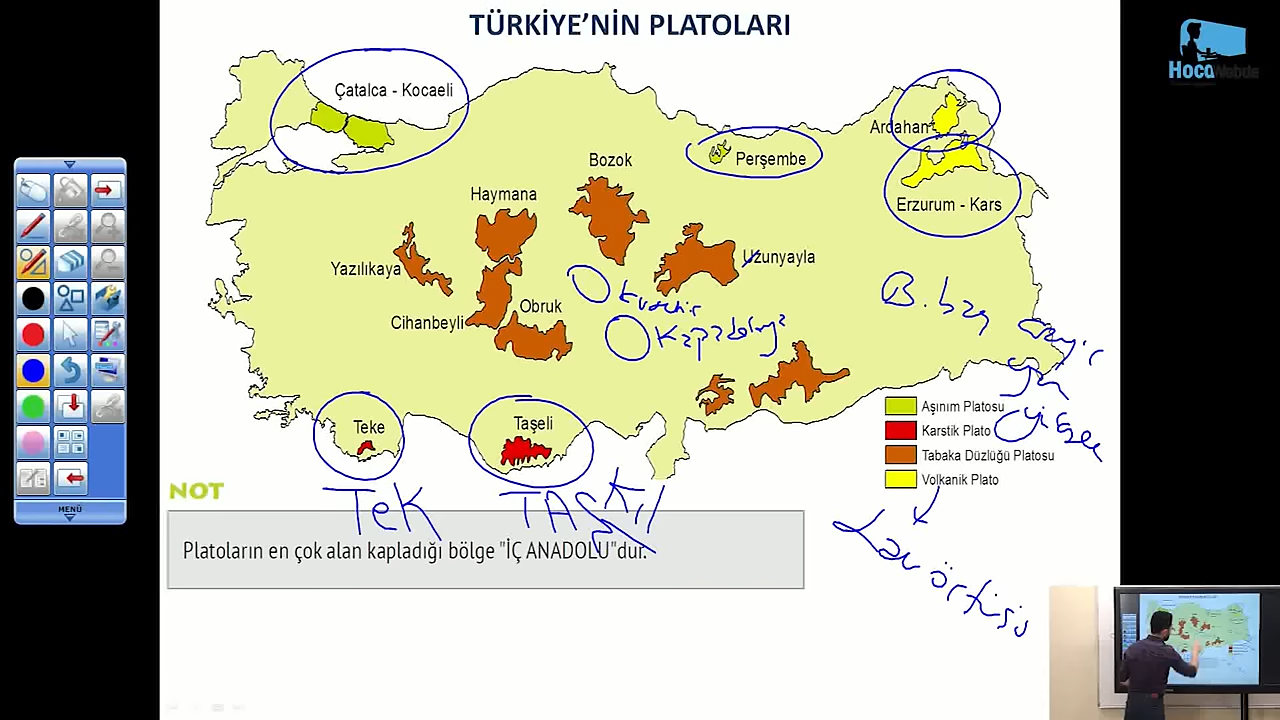 TÜRKİYE'NİN PLATOLARI
HocaWebde
Çatalca - Kocaeli
Ardahan
Perşembe
Bozok
Haymana
Erzurum - Kars
Yazılıkaya
Uzunyayla
Obruk
Cihanbeyli
Kapadokya
B.
Teke
Taşeli
Aşınım Platosu
Karstik Plato
Tabaka Düzlüğü Platosu
Volkanik Plato
NOT
TeK
Platoların en çok alan kapladığı bölge "İÇ ANADOLU"dur.
Lav örtüsü
MENÜ